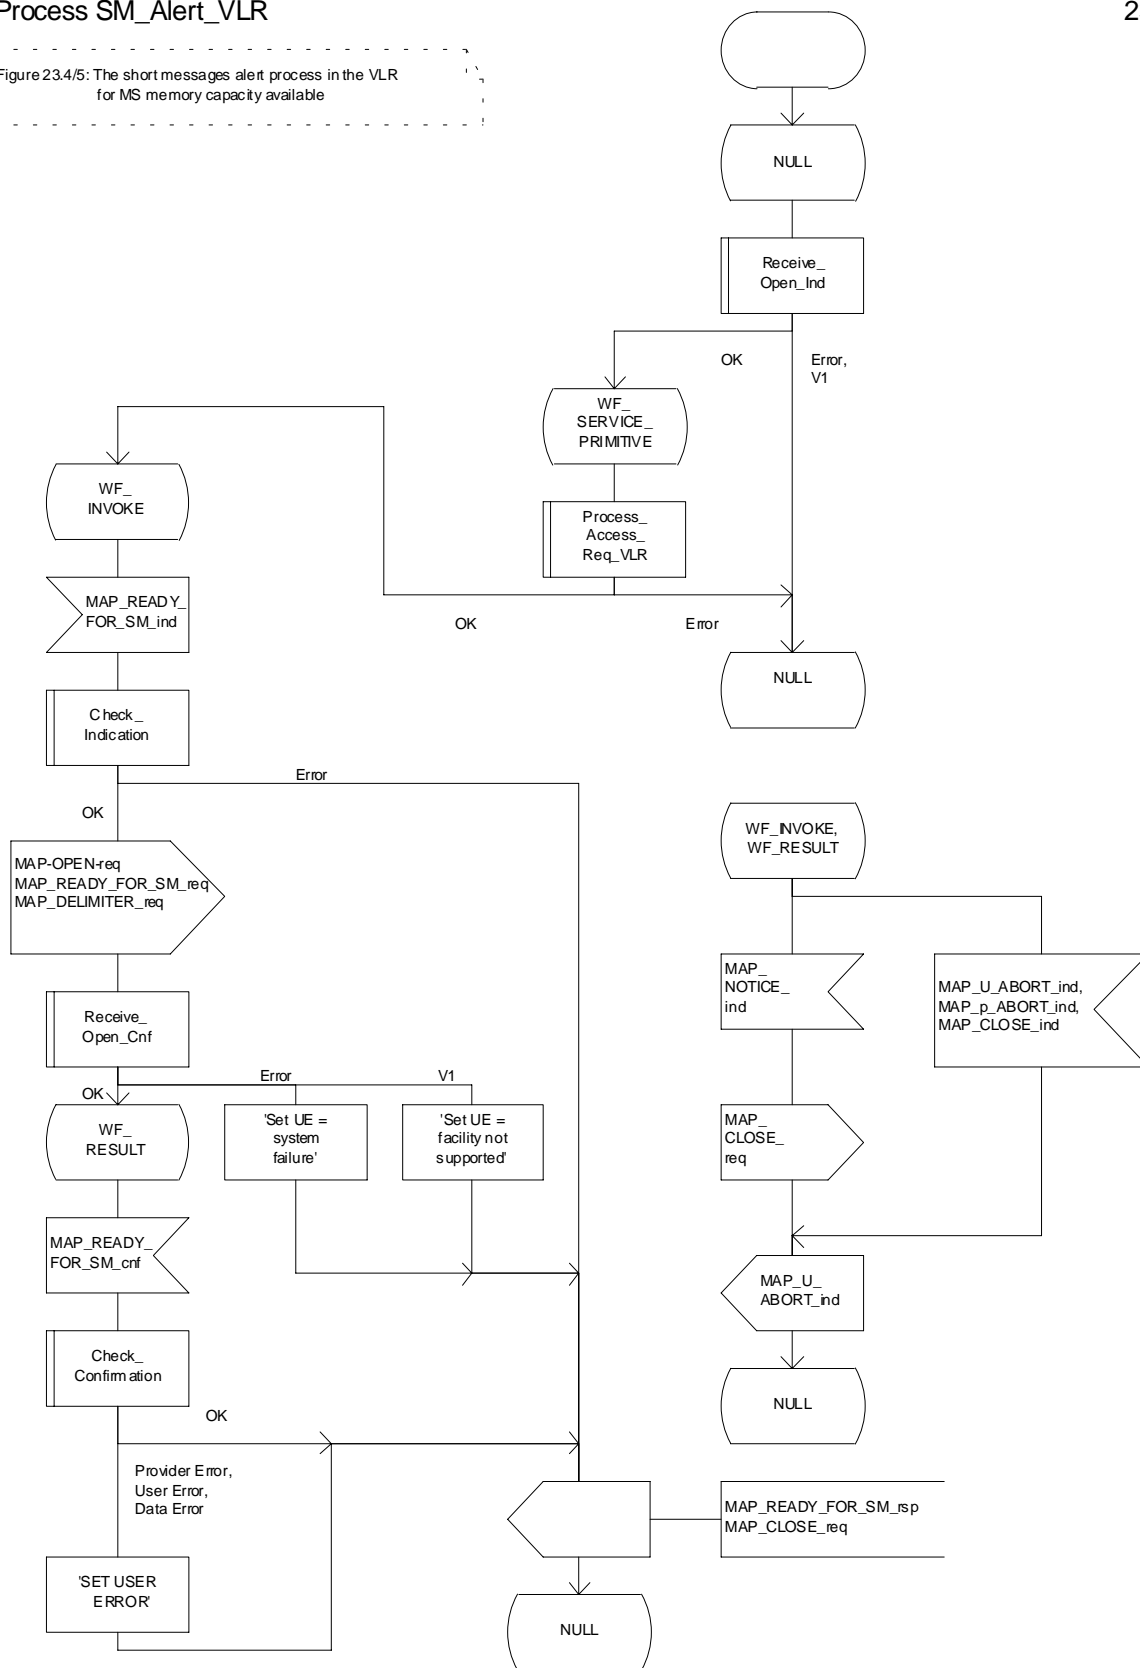 Process SM_Alert_VLR
2
Figure 23.4/5: The short messages alert process in the VLR
for MS memory capacity available
NULL
Receive_
Open_Ind
OK
Error,
V1
WF_
SERVICE_
PRIMITIVE
WF_
INVOKE
Process_
Access_
Req_VLR
MAP_READY_
FOR_SM_ind
OK
Error
NULL
Check_
Indication
Error
OK
WF_INVOKE,
WF_RESULT
MAP-OPEN-req
MAP_READY_FOR_SM_req
MAP_DELIMITER_req
MAP_
NOTICE_
ind
MAP_U_ABORT_ind,
MAP_p_ABORT_ind,
MAP_CLOSE_ind
Receive_
Open_Cnf
Error
V1
OK
WF_
RESULT
'Set UE =
system
failure'
'Set UE =
facility not
supported'
MAP_
CLOSE_
req
MAP_READY_
FOR_SM_cnf
MAP_U_
ABORT_ind
Check_
Confirmation
NULL
OK
Provider Error,
User Error,
Data Error
MAP_READY_FOR_SM_rsp
MAP_CLOSE_req
'SET USER
ERROR'
NULL